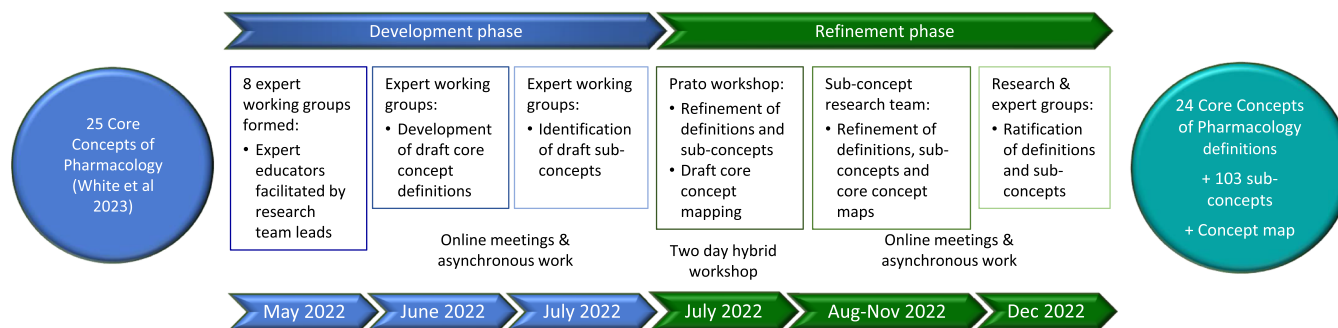 Development phase
Refinement phase
25 Core
Concepts of
Pharmacology
(White et al
2023)
8 expert
working groups
formed:
• Expert
educators
facilitated by
research
team leads
Expert working
groups:
• Development
of draft core
concept
definitions
Expert working
groups:
• Identification
of draft sub-
concepts
Prato workshop:
• Refinement of
definitions and
sub-concepts
• Draft core
concept
mapping
Sub-concept
research team:
• Refinement of
definitions, sub-
concepts and
core concept
maps
Research &
expert groups:
• Ratification
of definitions
and sub-
concepts
24 Core Concepts
of Pharmacology
definitions
+ 103 sub-
concepts
+ Concept map
Online meetings &
asynchronous work
Two day hybrid
workshop
Online meetings &
asynchronous work
May 2022
June 2022
July 2022
July 2022
Aug-Nov 2022
Dec 2022